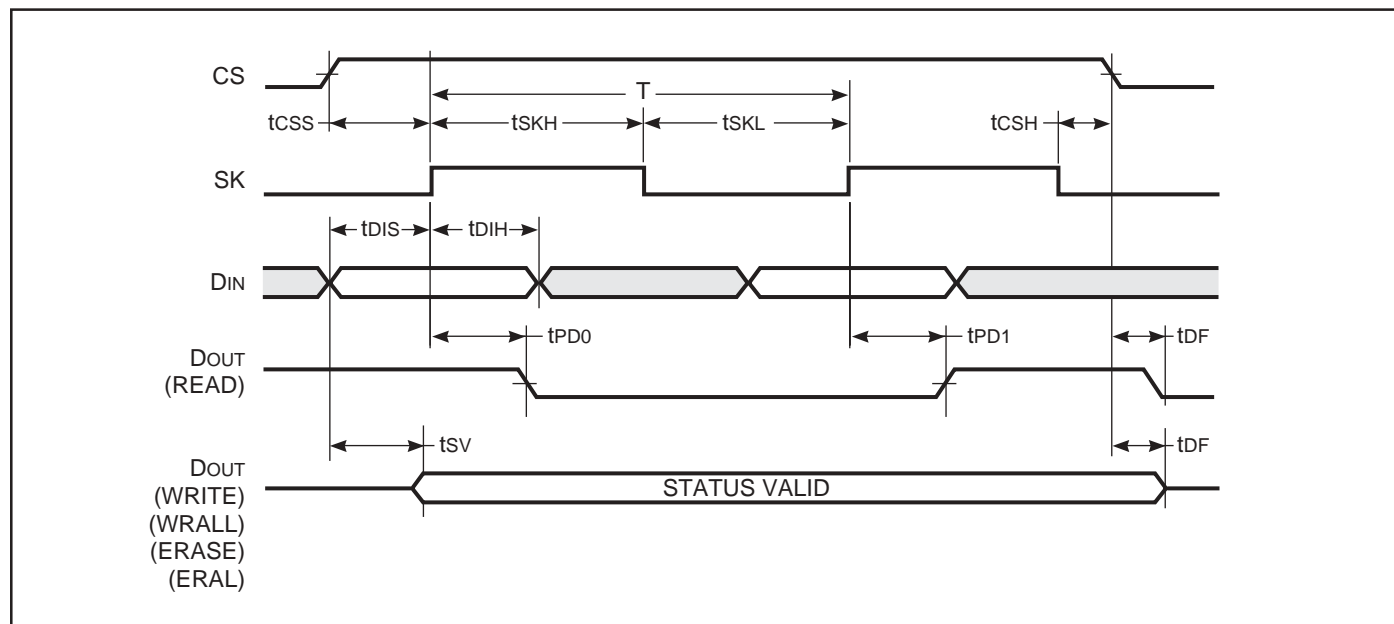 CS
T
tCSS
tSKH
tSKL
tCSH
SK
tDIS
tDIH
DIN
tPD0
tPD1
tDF
DOUT
(READ)
tSV
tDF
DOUT
(WRITE)
(WRALL)
(ERASE)
(ERAL)
STATUS VALID